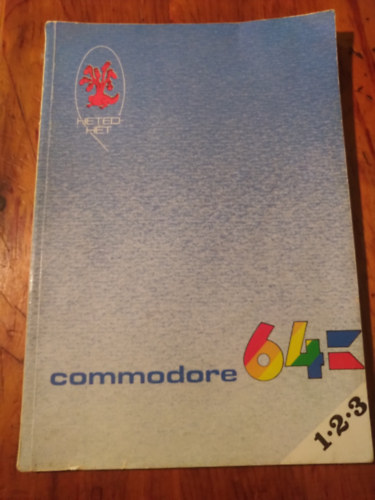 HETED
HÉT
commodore 64
1·2·3